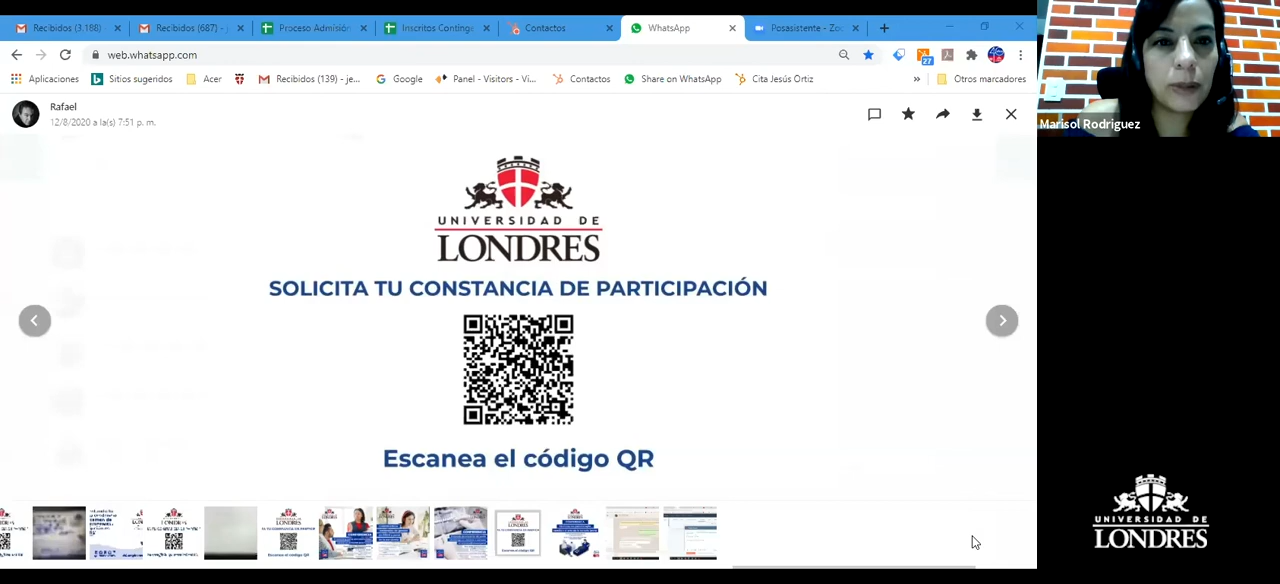 Recibidos (3.188)
Recibidos (687) - j
Proceso Admisión
Inscritos Continga
Contactos
WhatsApp
Posasistente - Zo
web.whatsapp.com
27
Aplicaciones
Sitios sugeridos
Acer
Recibidos (139) - je...
Google
Panel - Visitors - Vi...
Contactos
Share on WhatsApp
Cita Jesús Ortiz
»
Otros marcadores
Rafael
12/8/2020 a la(s) 7:51 p. m.
Marisol Rodriguez
UNIVERSIDAD DE
LONDRES
SOLICITA TU CONSTANCIA DE PARTICIPACIÓN
Escanea el código QR
UNIVERSIDAD DE
LONDRES